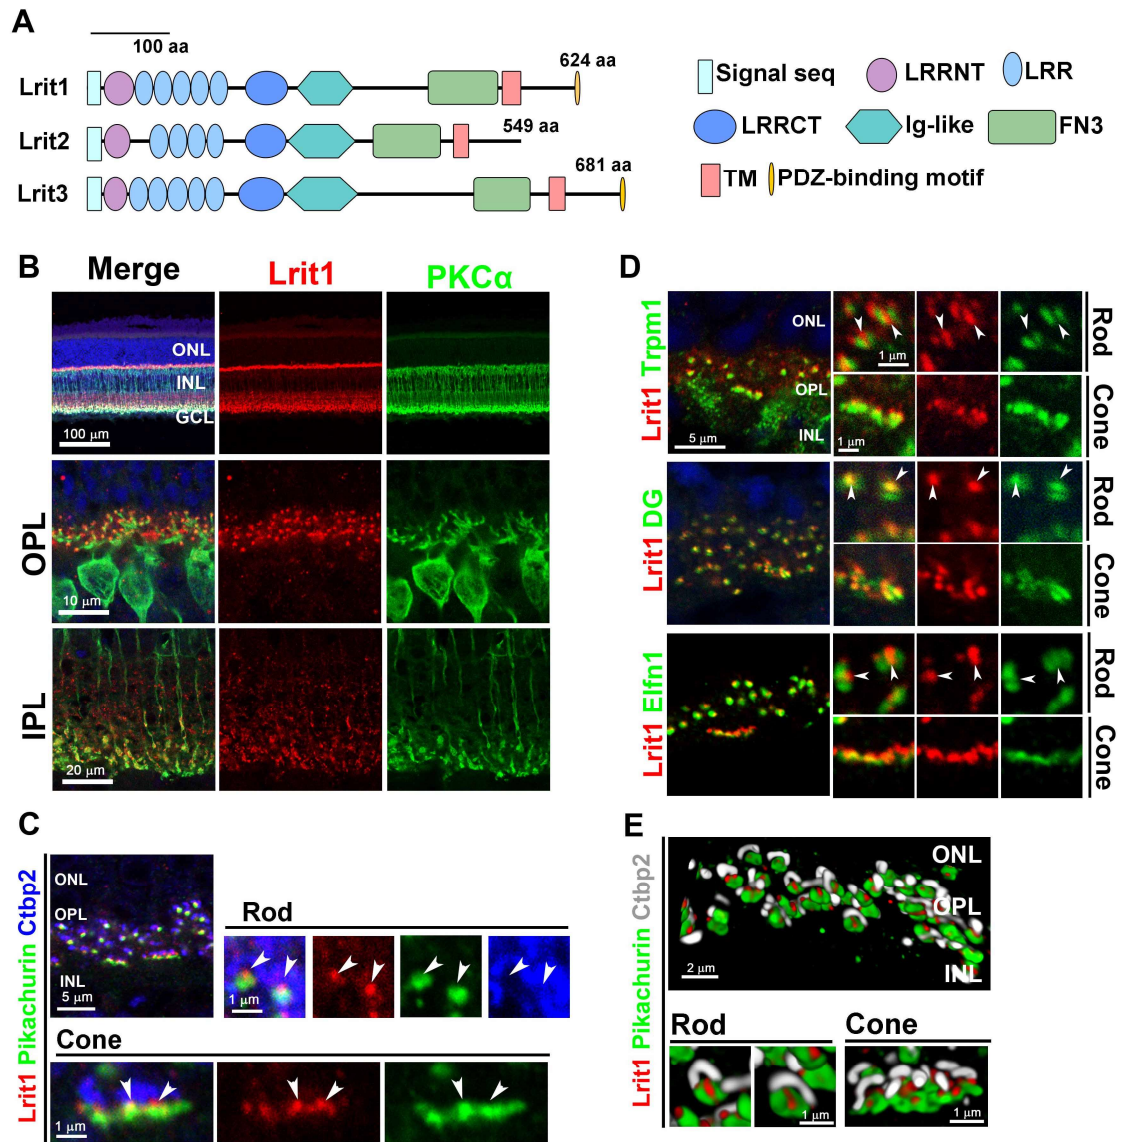 A
100 aa
624 aa
Lrit1
549 aa
Lrit2
681 aa
Lrit3
Signal seq LRRNT LRR
LRRCT Ig-like FN3
TM PDZ-binding motif
B
Merge Lrit1 PKCα
ONL
INL
GCL
100 μm
OPL
10 μm
IPL
20 μm
C
Lrit1 Pikachurin Ctbp2
ONL
OPL
INL
5 μm
Rod
1 μm
Cone
1 μm
D
Lrit1 Trpm1
ONL
OPL
INL
5 μm
1 μm
Rod
1 μm
Cone
Lrit1 DG
Rod
Cone
Lrit1 Elfn1
Rod
Cone
E
Lrit1 Pikachurin Ctbp2
ONL
OPL
INL
2 μm
Rod Cone
1 μm 1 μm